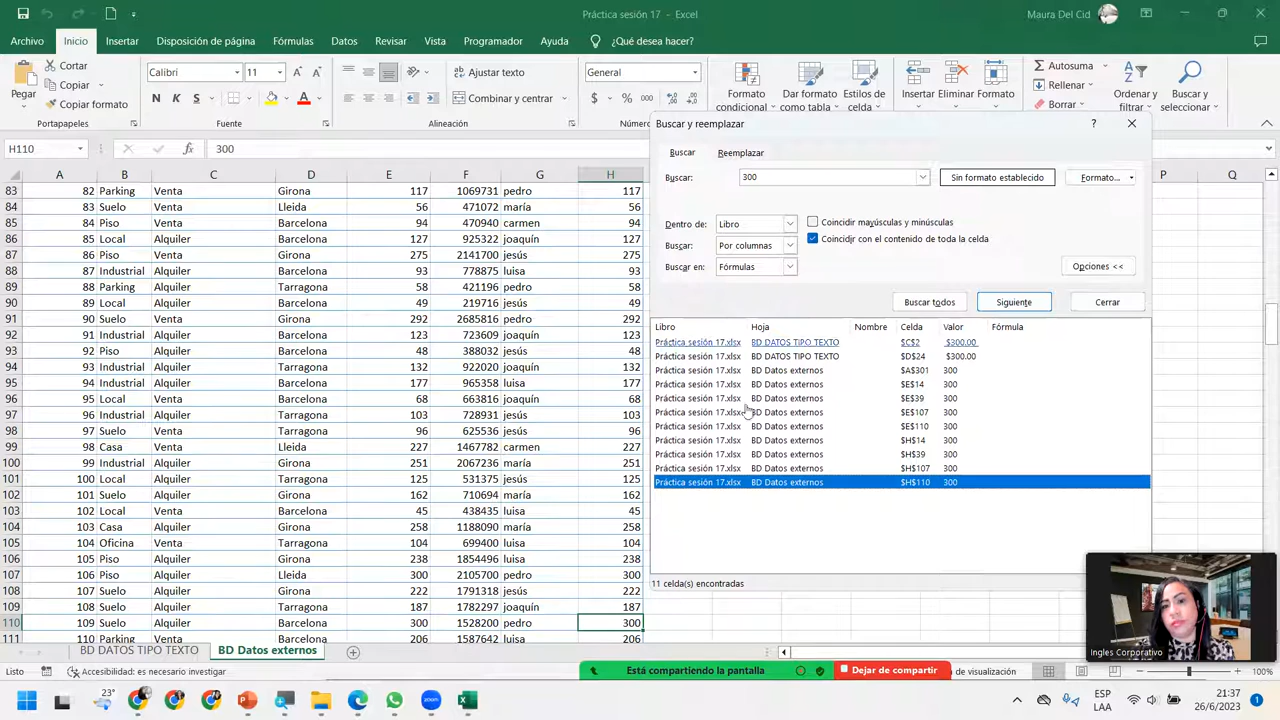 Práctica sesión 17 - Excel
Maura Del Cid
Archivo Inicio Insertar Disposición de página Fórmulas Datos Revisar Vista Programador Ayuda ¿Qué desea hacer?
Pegar
Cortar
Copiar
Copiar formato
Portapapeles
Calibri 11
N K S
Fuente
Ajustar texto
Combinar y centrar
Alineación
General
$ % 000
Número
Formato condicional
Dar formato como tabla
Estilos de celda
Insertar Eliminar Formato
Autosuma
Rellenar
Borrar
Ordenar y filtrar
Buscar y seleccionar
H110 fx 300
A B C D E F G H P Q
83 82 Parking Venta Girona 117 1069731 pedro 117
84 83 Suelo Venta Lleida 56 471072 maría 56
85 84 Piso Venta Barcelona 94 470940 carmen 94
86 85 Local Alquiler Barcelona 127 925322 joaquín 127
87 86 Piso Alquiler Barcelona 275 2141700 jesús 275
88 87 Industrial Alquiler Barcelona 93 778875 luisa 93
89 88 Parking Alquiler Tarragona 58 421196 pedro 58
90 89 Local Alquiler Barcelona 49 219716 jesús 49
91 90 Suelo Venta Girona 292 2685816 pedro 292
92 91 Industrial Alquiler Barcelona 123 723609 joaquín 123
93 92 Piso Venta Barcelona 48 388032 jesús 48
94 93 Industrial Alquiler Tarragona 132 922020 joaquín 132
95 94 Industrial Alquiler Barcelona 177 965358 luisa 177
96 95 Local Venta Girona 68 663816 joaquín 68
97 96 Industrial Alquiler Tarragona 103 728931 jesús 103
98 97 Suelo Venta Tarragona 96 625536 jesús 96
99 98 Casa Venta Lleida 227 1467782 carmen 227
100 99 Industrial Alquiler Girona 251 2067236 maría 251
101 100 Local Venta Tarragona 125 531375 jesús 125
102 101 Suelo Alquiler Girona 162 710694 maría 162
103 102 Local Venta Barcelona 45 438435 luisa 45
104 103 Casa Alquiler Girona 258 1188090 maría 258
105 104 Oficina Venta Tarragona 104 699400 luisa 104
106 105 Piso Alquiler Girona 238 1854496 luisa 238
107 106 Piso Alquiler Lleida 300 2105700 pedro 300
108 107 Suelo Alquiler Girona 222 1791318 jesús 222
109 108 Suelo Alquiler Tarragona 187 1782297 joaquín 187
110 109 Suelo Alquiler Barcelona 300 1528200 pedro 300
111 110 Parking Venta Barcelona 206 1587642 luisa 206
Buscar y reemplazar
Buscar Reemplazar
Buscar: 300 Sin formato establecido Formato...
Dentro de: Libro Coincidir mayúsculas y minúsculas
Buscar: Por columnas Coincidir con el contenido de toda la celda
Buscar en: Fórmulas
Opciones <<
Buscar todos Siguiente Cerrar
Libro Hoja Nombre Celda Valor Fórmula
Práctica sesión 17.xlsx BD DATOS TIPO TEXTO $C$2 $300.00
Práctica sesión 17.xlsx BD DATOS TIPO TEXTO $D$24 $300.00
Práctica sesión 17.xlsx BD Datos externos $A$301 300
Práctica sesión 17.xlsx BD Datos externos $E$14 300
Práctica sesión 17.xlsx BD Datos externos $E$39 300
Práctica sesión 17.xlsx BD Datos externos $E$107 300
Práctica sesión 17.xlsx BD Datos externos $E$110 300
Práctica sesión 17.xlsx BD Datos externos $H$14 300
Práctica sesión 17.xlsx BD Datos externos $H$39 300
Práctica sesión 17.xlsx BD Datos externos $H$107 300
Práctica sesión 17.xlsx BD Datos externos $H$110 300
11 celda(s) encontradas
Ingles Corporativo
BD DATOS TIPO TEXTO BD Datos externos
Listo Accesibilidad: es necesario investigar
Está compartiendo la pantalla Dejar de compartir
de visualización 100%
23° zoom
ESP
LAA
21:37
26/6/2023
1